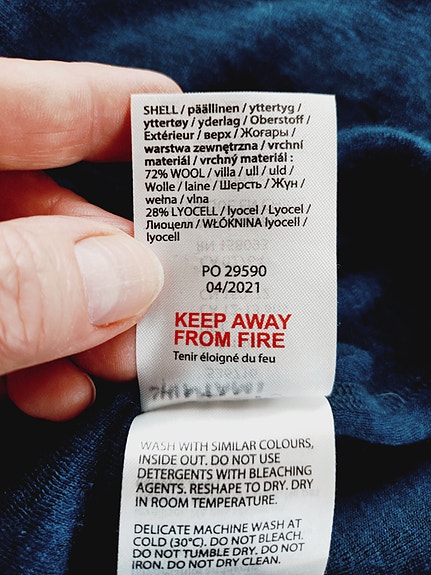 SHELL / päällinen / yttertyg /
yttertøy / yderlag / Oberstoff /
Extérieur / верх / Жоғары /
warstwa zewnętrzna / vrchní
materiál / vrchný materiál :
72% WOOL / villa / ull / uld /
Wolle / laine / Шерсть / Жүн /
wełna / vlna
28% LYOCELL / lyocel / Lyocel /
Лиоцелл / WŁÓKNINA lyocell /
lyocell
PO 29590
04/2021
KEEP AWAY
FROM FIRE
Tenir éloigné du feu
WASH WITH SIMILAR COLOURS,
INSIDE OUT. DO NOT USE
DETERGENTS WITH BLEACHING
AGENTS. RESHAPE TO DRY. DRY
IN ROOM TEMPERATURE.
DELICATE MACHINE WASH AT
COLD (30°C). DO NOT BLEACH.
DO NOT TUMBLE DRY. DO NOT
IRON. DO NOT DRY CLEAN.